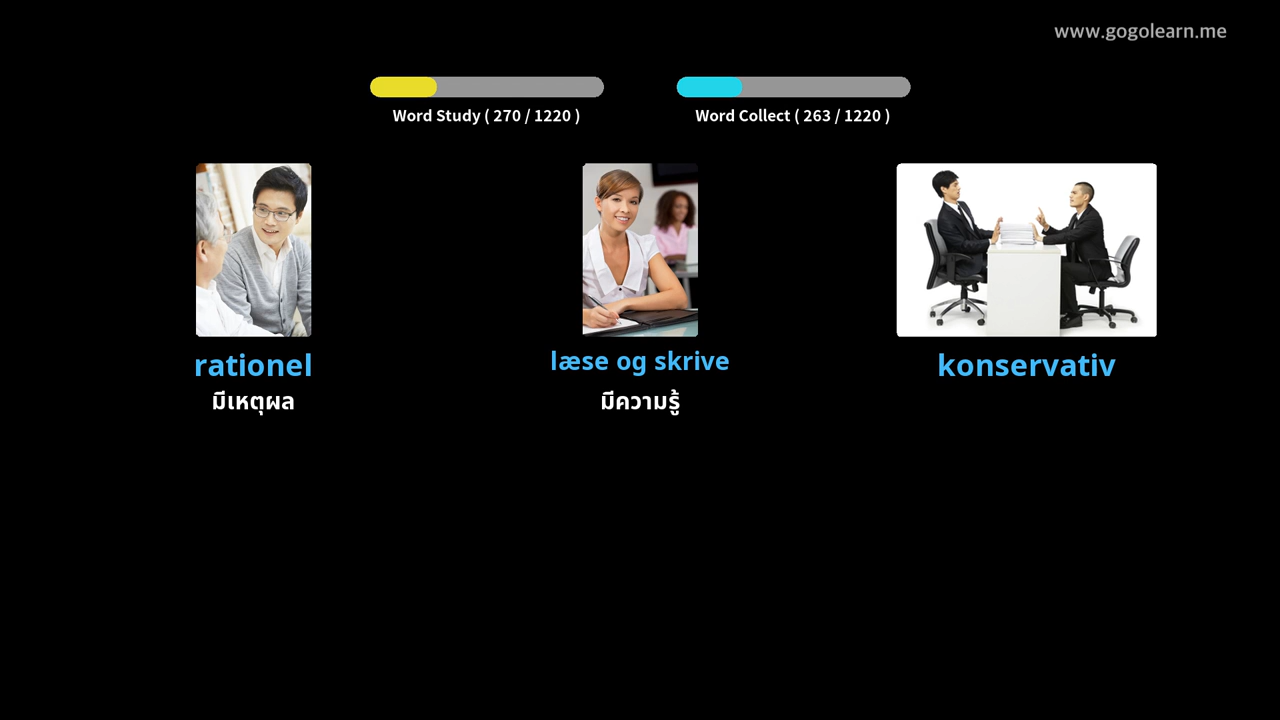 www.gogolearn.me
Word Study ( 270 / 1220 )
Word Collect ( 263 / 1220 )
rationel
læse og skrive
konservativ
มีเหตุผล
มีความรู้